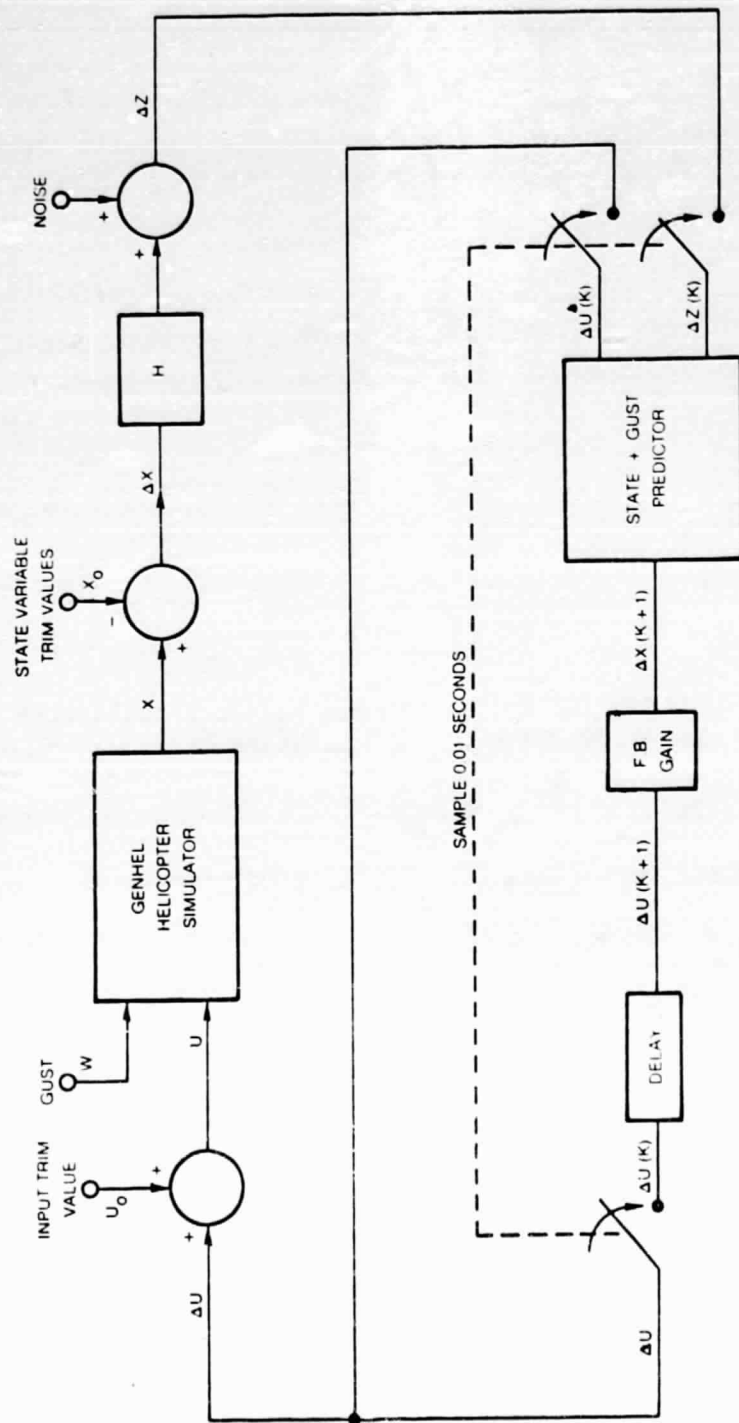 INPUT TRIM
VALUE
U₀
+
+
ΔU
GUST
W
U
GENHEL
HELICOPTER
SIMULATOR
X
STATE VARIABLE
TRIM VALUES
X₀
-
+
ΔX
H
NOISE
+
+
ΔZ
SAMPLE 0.01 SECONDS
ΔU
ΔU (K)
DELAY
ΔU (K + 1)
F B
GAIN
ΔX (K + 1)
STATE + GUST
PREDICTOR
ΔU (K)
ΔZ (K)